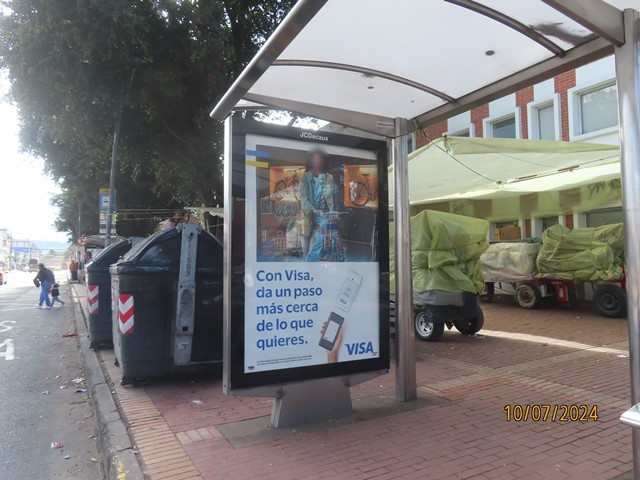 JCDecaux
Con Visa,
da un paso
más cerca
de lo que
quieres.
VISA
10/07/2024